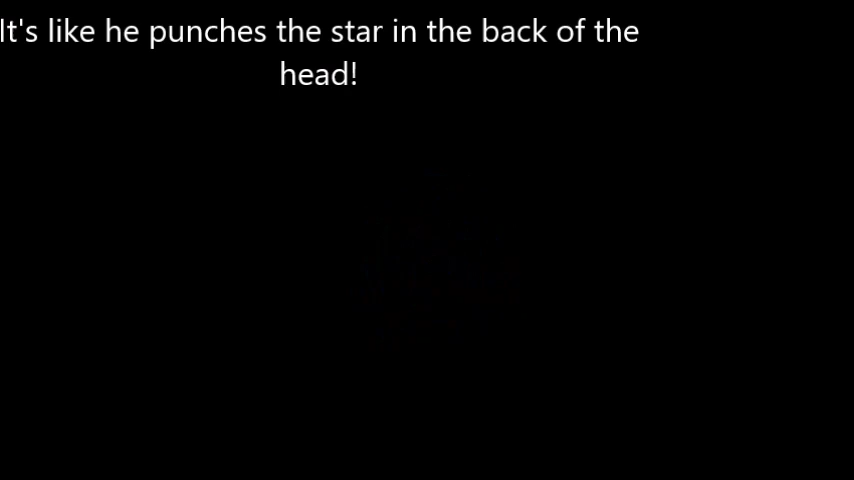 It's like he punches the star in the back of the
head!